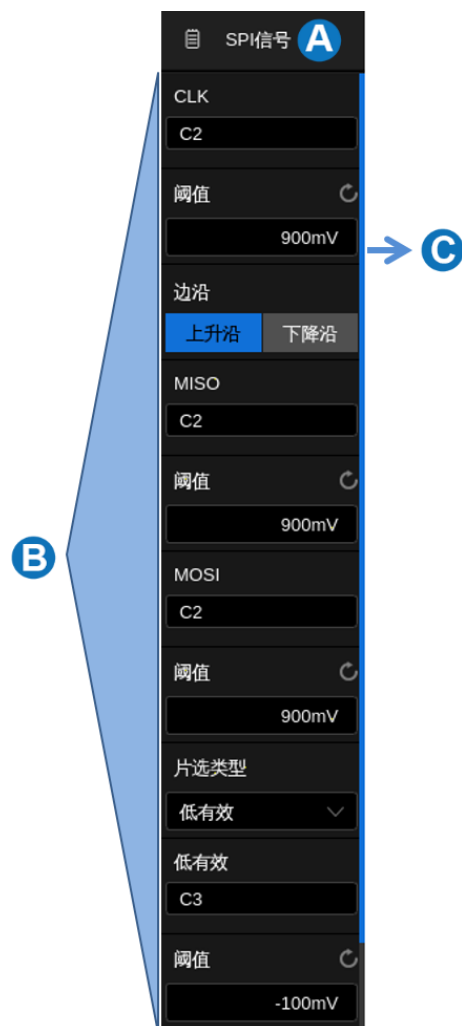 SPI信号 A
CLK
C2
阈值
900mV
C
边沿
上升沿 下降沿
MISO
C2
阈值
900mV
B
MOSI
C2
阈值
900mV
片选类型
低有效
低有效
C3
阈值
-100mV